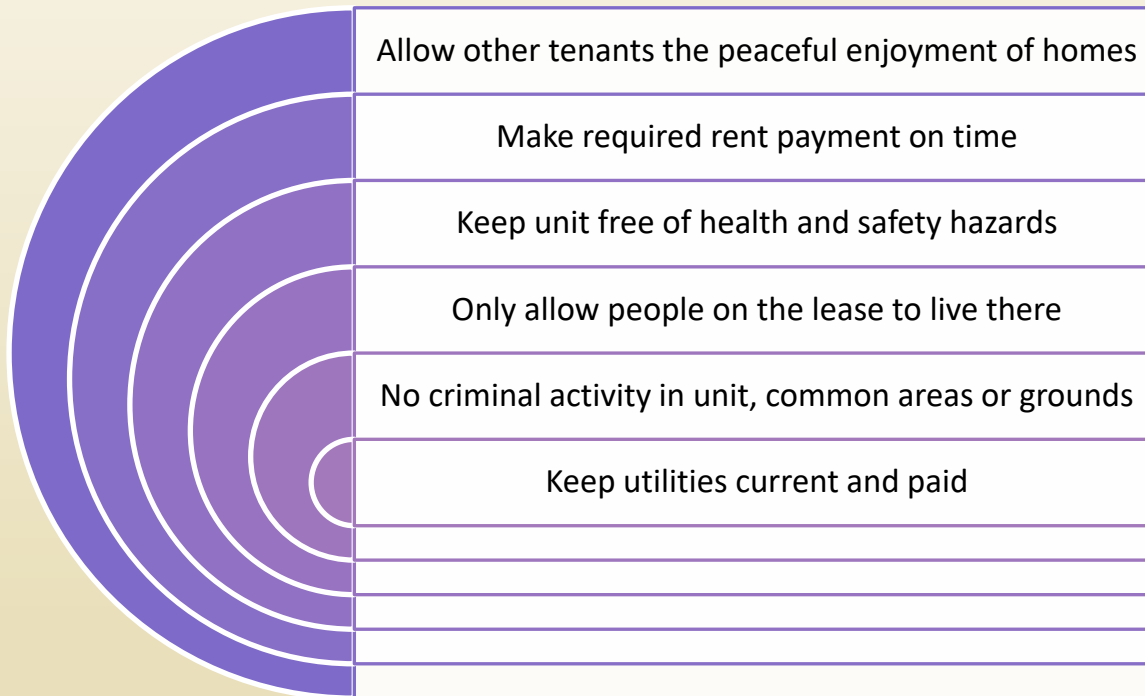 Allow other tenants the peaceful enjoyment of homes
Make required rent payment on time
Keep unit free of health and safety hazards
Only allow people on the lease to live there
No criminal activity in unit, common areas or grounds
Keep utilities current and paid